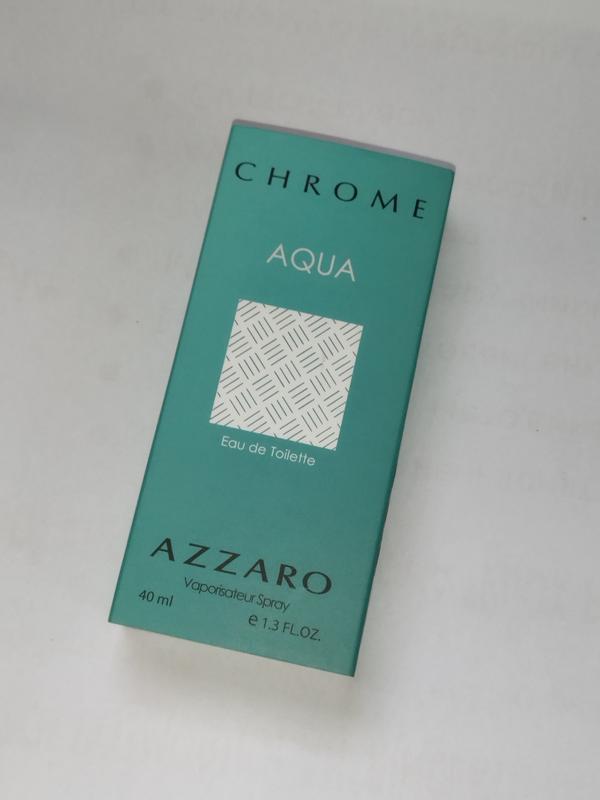 CHROME
AQUA
Eau de Toilette
AZZARO
Vaporisateur Spray
40 ml
e 1.3 FL.OZ.